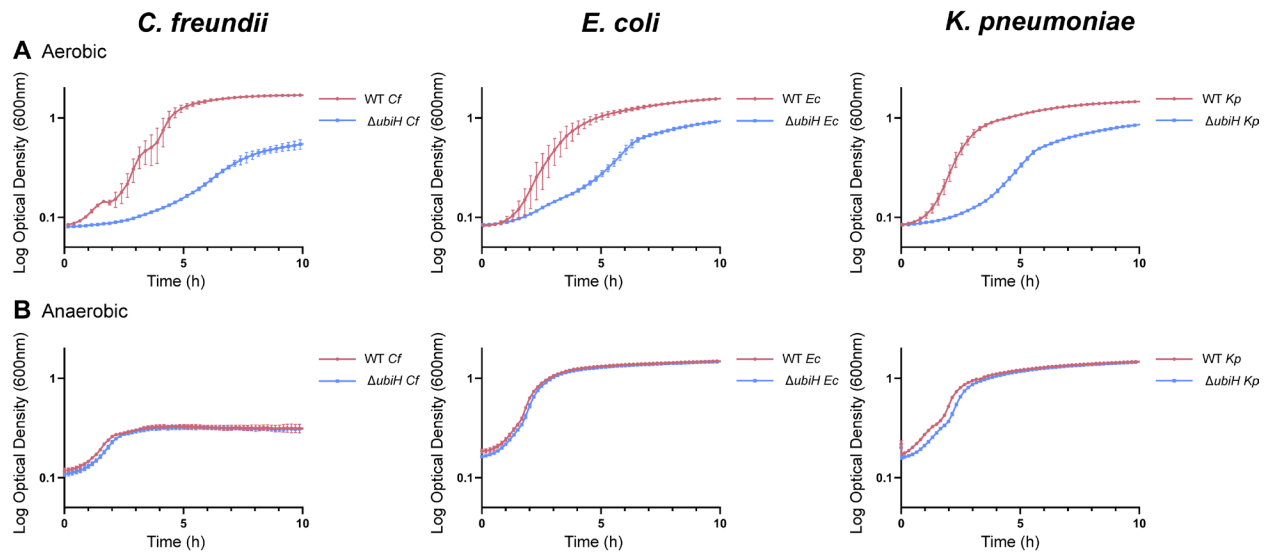 C. freundii
E. coli
K. pneumoniae
A Aerobic
Log Optical Density (600nm)
1
0.1
0
5
10
Time (h)
WT Cf
ΔubiH Cf
Log Optical Density (600nm)
1
0.1
0
5
10
Time (h)
WT Ec
ΔubiH Ec
Log Optical Density (600nm)
1
0.1
0
5
10
Time (h)
WT Kp
ΔubiH Kp
B Anaerobic
Log Optical Density (600nm)
1
0.1
0
5
10
Time (h)
WT Cf
ΔubiH Cf
Log Optical Density (600nm)
1
0.1
0
5
10
Time (h)
WT Ec
ΔubiH Ec
Log Optical Density (600nm)
1
0.1
0
5
10
Time (h)
WT Kp
ΔubiH Kp